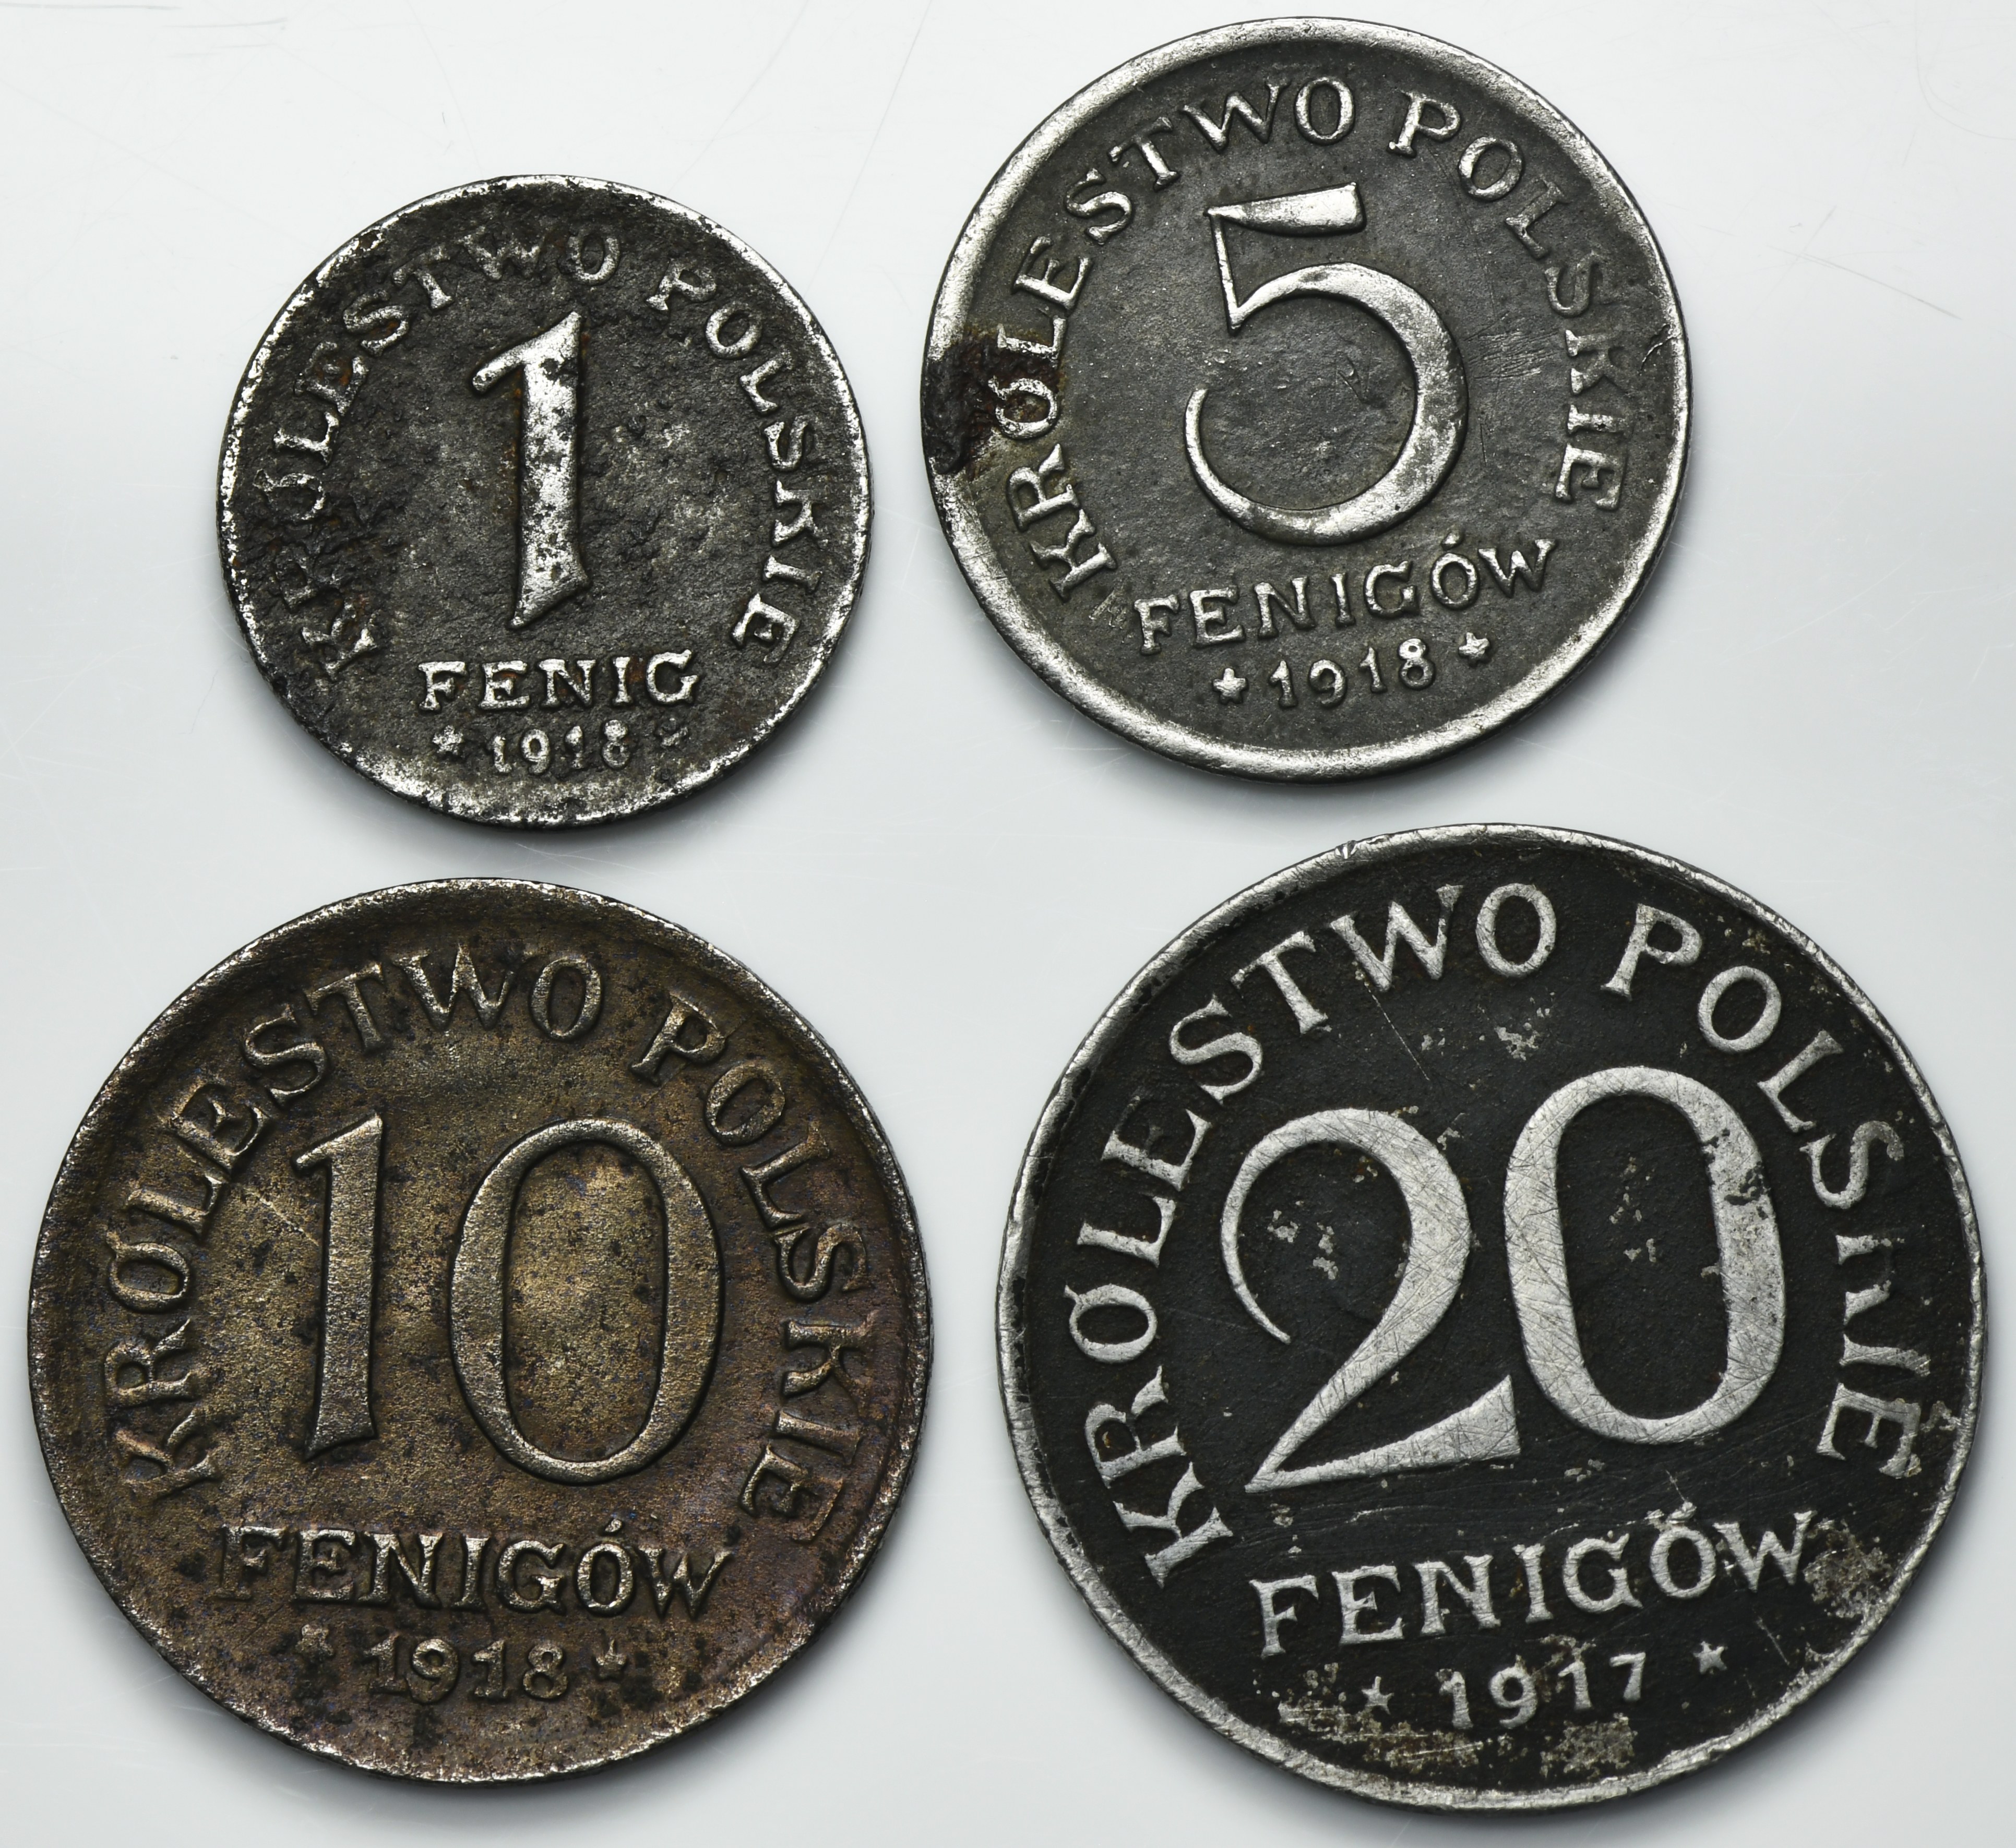 KRÓLESTWO POLSKIE
1
FENIG
★ 1918 ★
KRÓLESTWO POLSKIE
5
FENIGÓW
★ 1918 ★
KRÓLESTWO POLSKIE
10
FENIGÓW
★ 1918 ★
KRÓLESTWO POLSKIE
20
FENIGÓW
★ 1917 ★